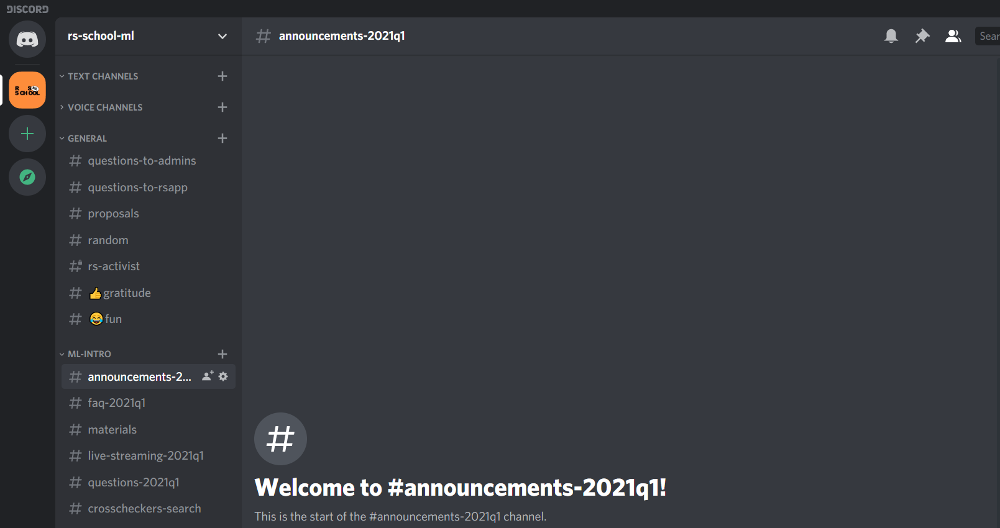 DISCORD
R S
SCHOOL
rs-school-ml
TEXT CHANNELS
VOICE CHANNELS
GENERAL
# questions-to-admins
# questions-to-rsapp
# proposals
# random
# rs-activist
# 👍gratitude
# 😂fun
ML-INTRO
# announcements-2...
# faq-2021q1
# materials
# live-streaming-2021q1
# questions-2021q1
# crosscheckers-search
# announcements-2021q1
Sear
#
Welcome to #announcements-2021q1!
This is the start of the #announcements-2021q1 channel.